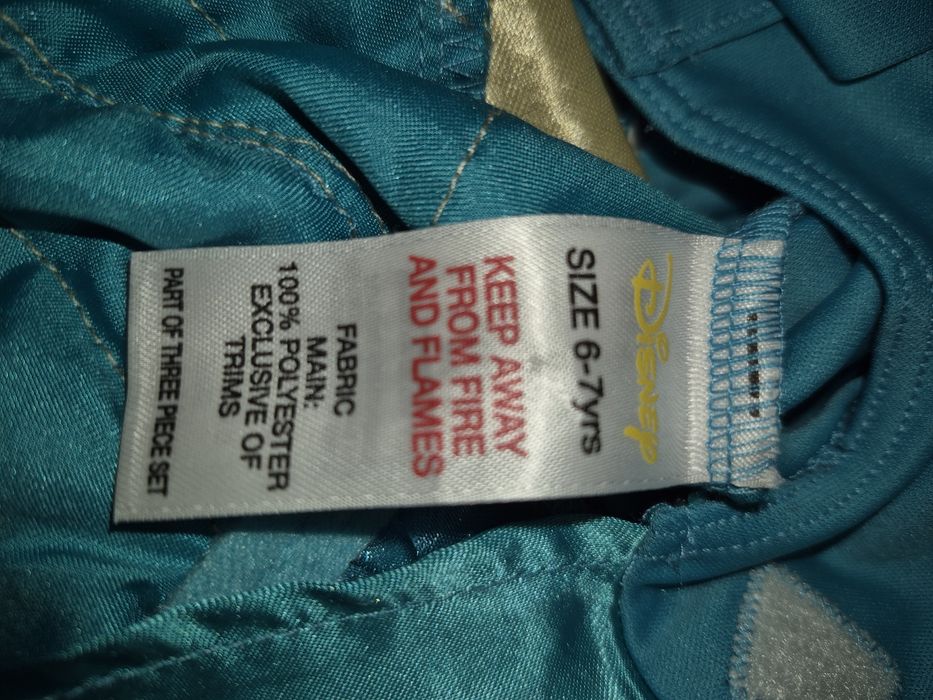 Disney
SIZE 6-7yrs
KEEP AWAY
FROM FIRE
AND FLAMES
FABRIC
MAIN:
100% POLYESTER
EXCLUSIVE OF
TRIMS
PART OF THREE PIECE SET